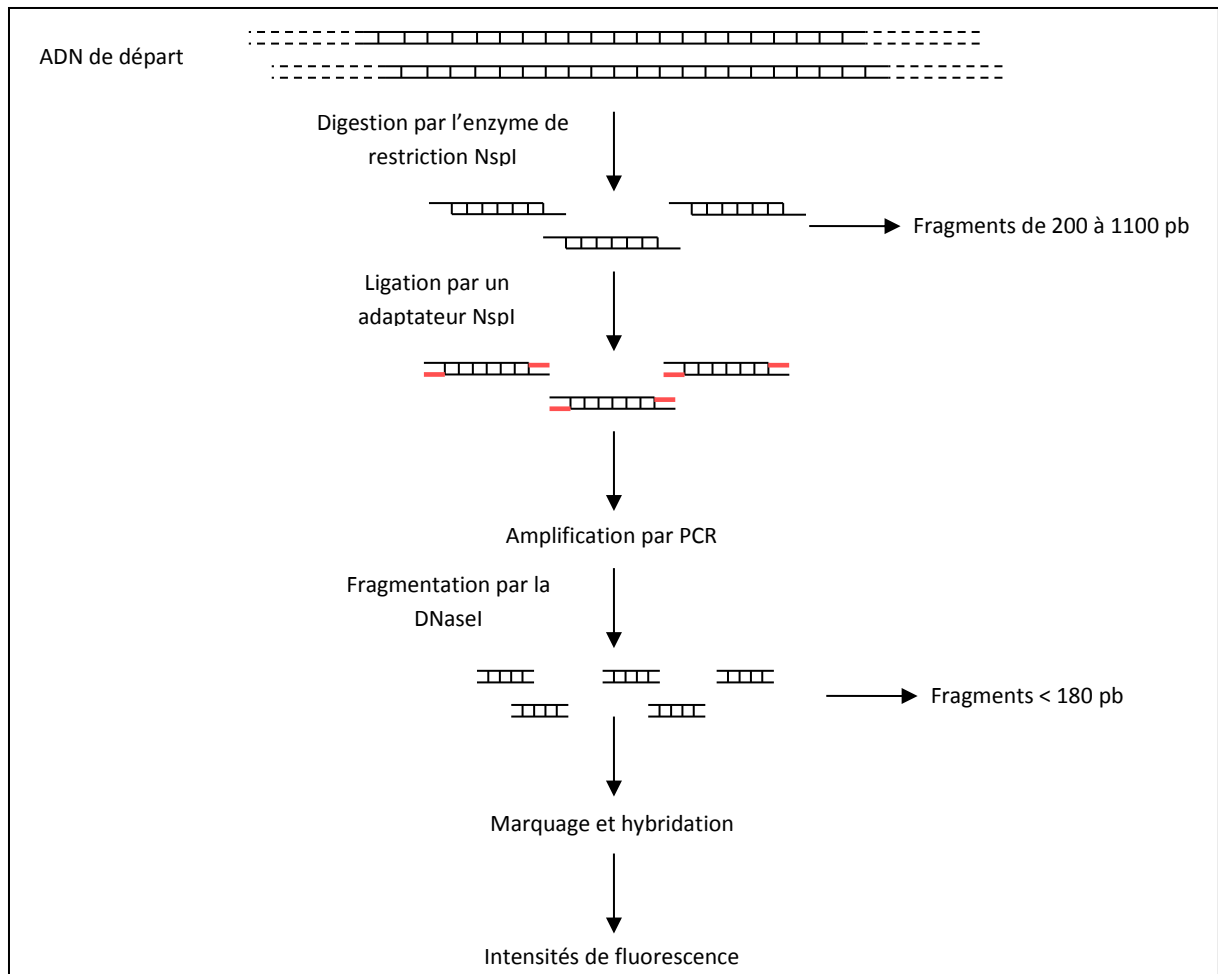 ADN de départ
Digestion par l’enzyme de
restriction NspI
Fragments de 200 à 1100 pb
Ligation par un
adaptateur NspI
Amplification par PCR
Fragmentation par la
DNaseI
Fragments < 180 pb
Marquage et hybridation
Intensités de fluorescence